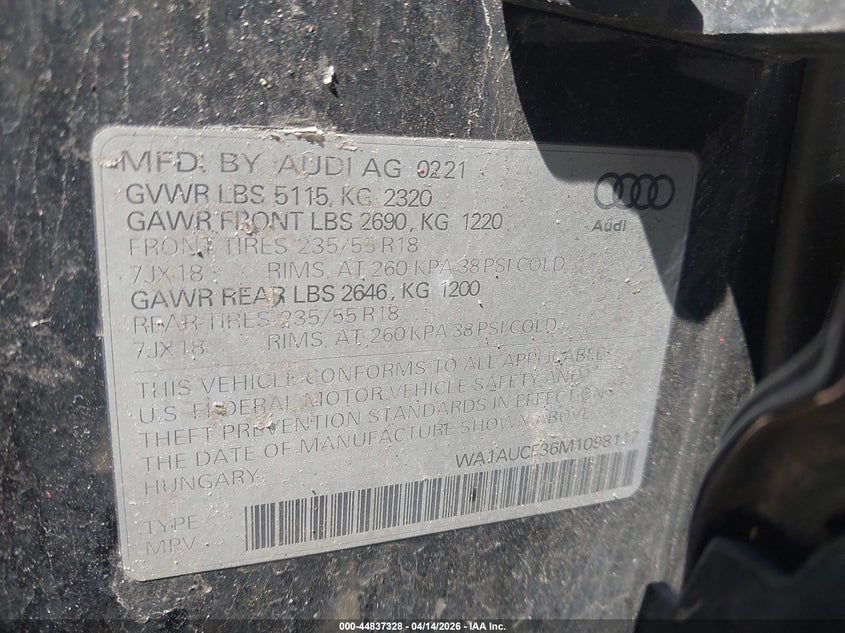 MFD. BY AUDI AG 0221
GVWR LBS 5115, KG 2320
GAWR FRONT LBS 2690, KG 1220
FRONT TIRES 235/55 R18
7JX18 RIMS, AT 260 KPA 38 PSI COLD
GAWR REAR LBS 2646, KG 1200
REAR TIRES 235/55 R18
7JX18 RIMS, AT 260 KPA 38 PSI COLD
Audi
THIS VEHICLE CONFORMS TO ALL APPLICABLE
U.S. FEDERAL MOTOR VEHICLE SAFETY, AND
THEFT PREVENTION STANDARDS IN EFFECT ON
THE DATE OF MANUFACTURE SHOWN ABOVE.
HUNGARY
TYPE
MPV
000-44837328 04/14/2026 IAA Inc.